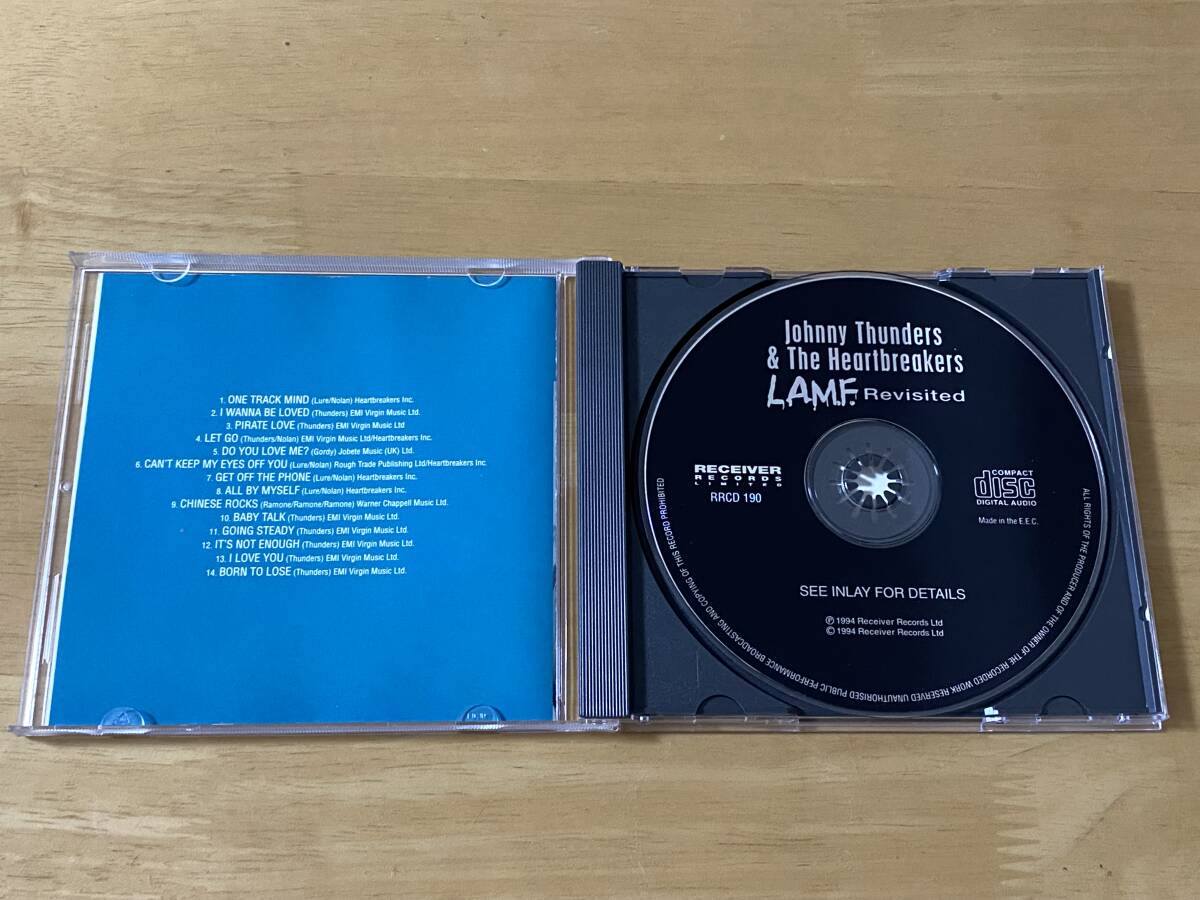 1. ONE TRACK MIND (Lure/Nolan) Heartbreakers Inc.
2. I WANNA BE LOVED (Thunders) EMI Virgin Music Ltd.
3. PIRATE LOVE (Thunders) EMI Virgin Music Ltd
4. LET GO (Thunders/Nolan) EMI Virgin Music Ltd/Heartbreakers Inc.
5. DO YOU LOVE ME? (Gordy) Jobete Music (UK) Ltd.
6. CAN'T KEEP MY EYES OFF YOU (Lure/Nolan) Rough Trade Publishing Ltd/Heartbreakers Inc.
7. GET OFF THE PHONE (Lure/Nolan) Heartbreakers Inc.
8. ALL BY MYSELF (Lure/Nolan) Heartbreakers Inc.
9. CHINESE ROCKS (Ramone/Ramone/Ramone) Warner Chappell Music Ltd.
10. BABY TALK (Thunders) EMI Virgin Music Ltd.
11. GOING STEADY (Thunders) EMI Virgin Music Ltd.
12. IT'S NOT ENOUGH (Thunders) EMI Virgin Music Ltd.
13. I LOVE YOU (Thunders) EMI Virgin Music Ltd.
14. BORN TO LOSE (Thunders) EMI Virgin Music Ltd.
Johnny Thunders
& The Heartbreakers
L.A.M.F. Revisited
RECEIVER
RECORDS
LIMITED
RRCD 190
COMPACT
disc
DIGITAL AUDIO
Made in the E.E.C.
SEE INLAY FOR DETAILS
℗ 1994 Receiver Records Ltd
© 1994 Receiver Records Ltd
ALL RIGHTS OF THE PRODUCER AND OF THE OWNER OF THE RECORDED WORK RESERVED UNAUTHORISED PUBLIC PERFORMANCE BROADCASTING AND COPYING OF THIS RECORD PROHIBITED